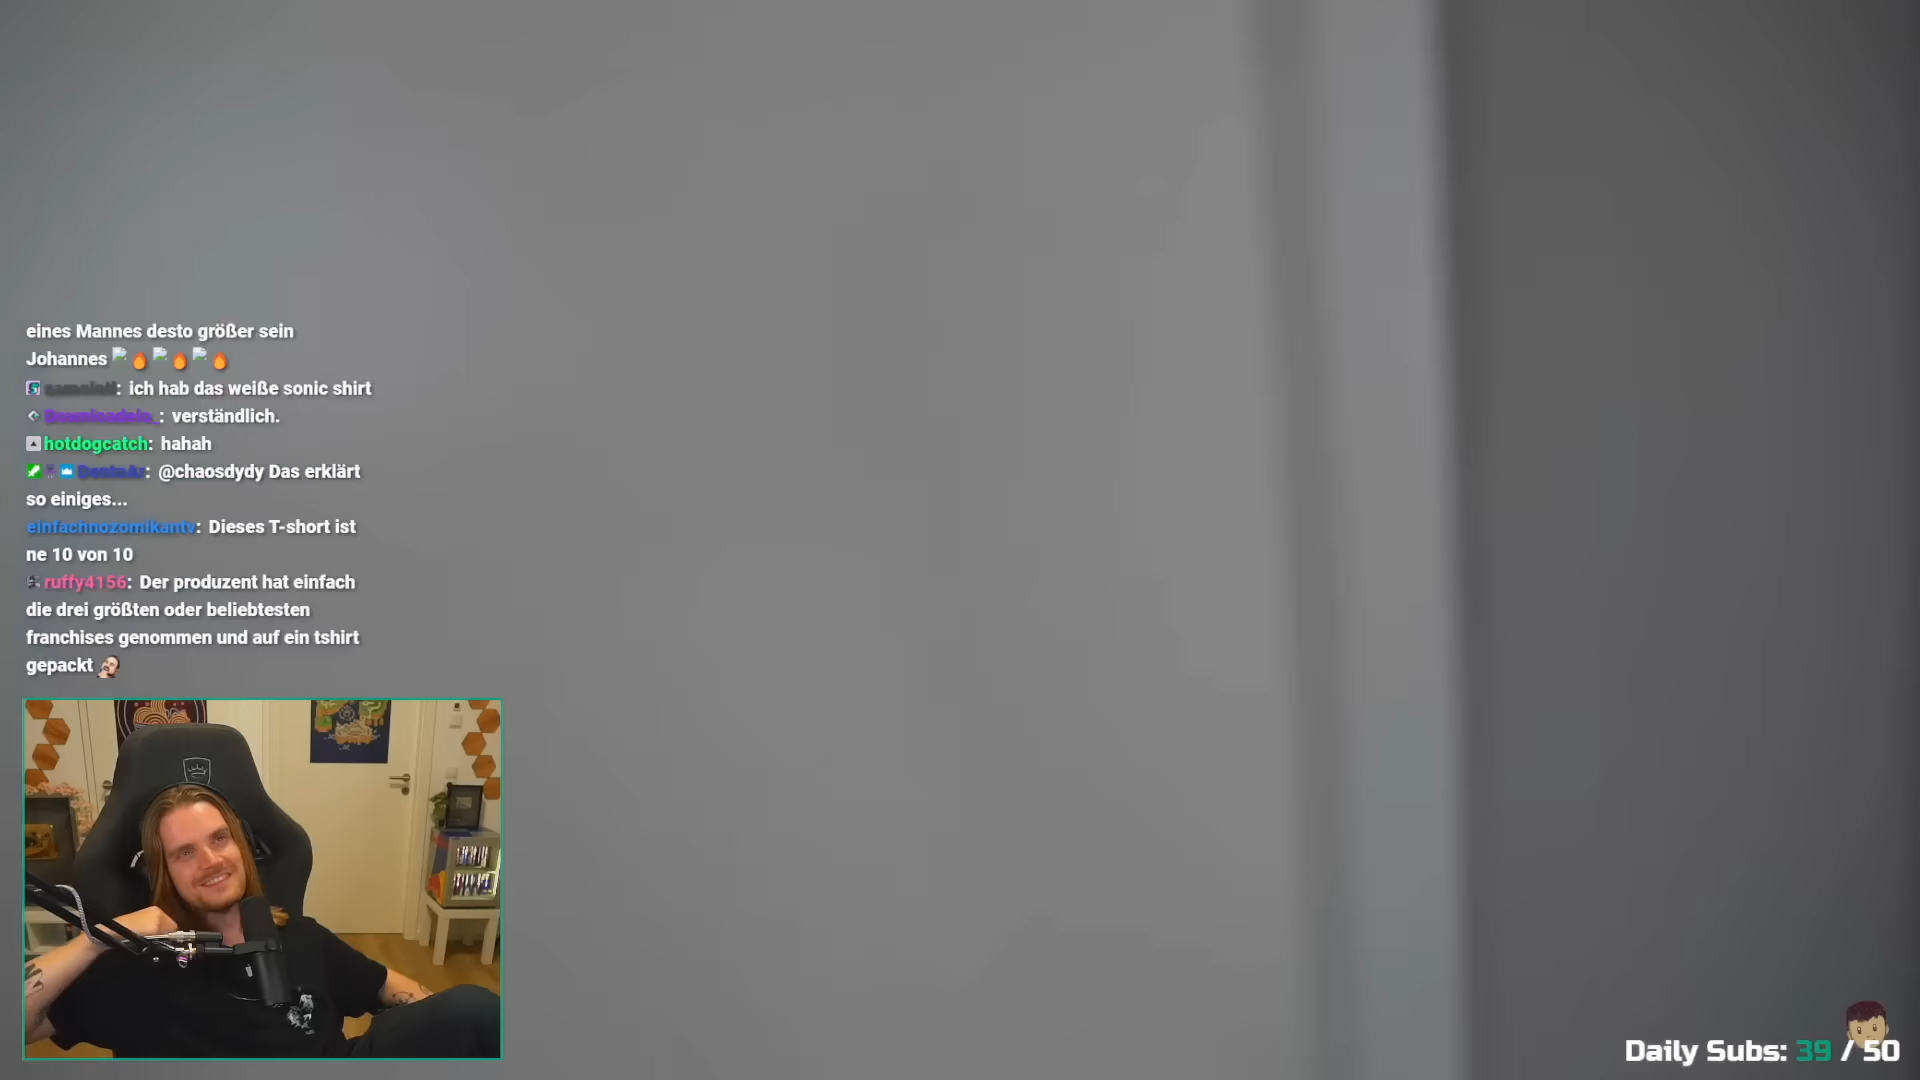 eines Mannes desto größer sein
Johannes
: ich hab das weiße sonic shirt
: verständlich.
hotdogcatch: hahah
: @chaosdydy Das erklärt
so einiges...
einfachnozomikantv: Dieses T-short ist
ne 10 von 10
ruffy4156: Der produzent hat einfach
die drei größten oder beliebtesten
franchises genommen und auf ein tshirt
gepackt
Daily Subs: 39 / 50